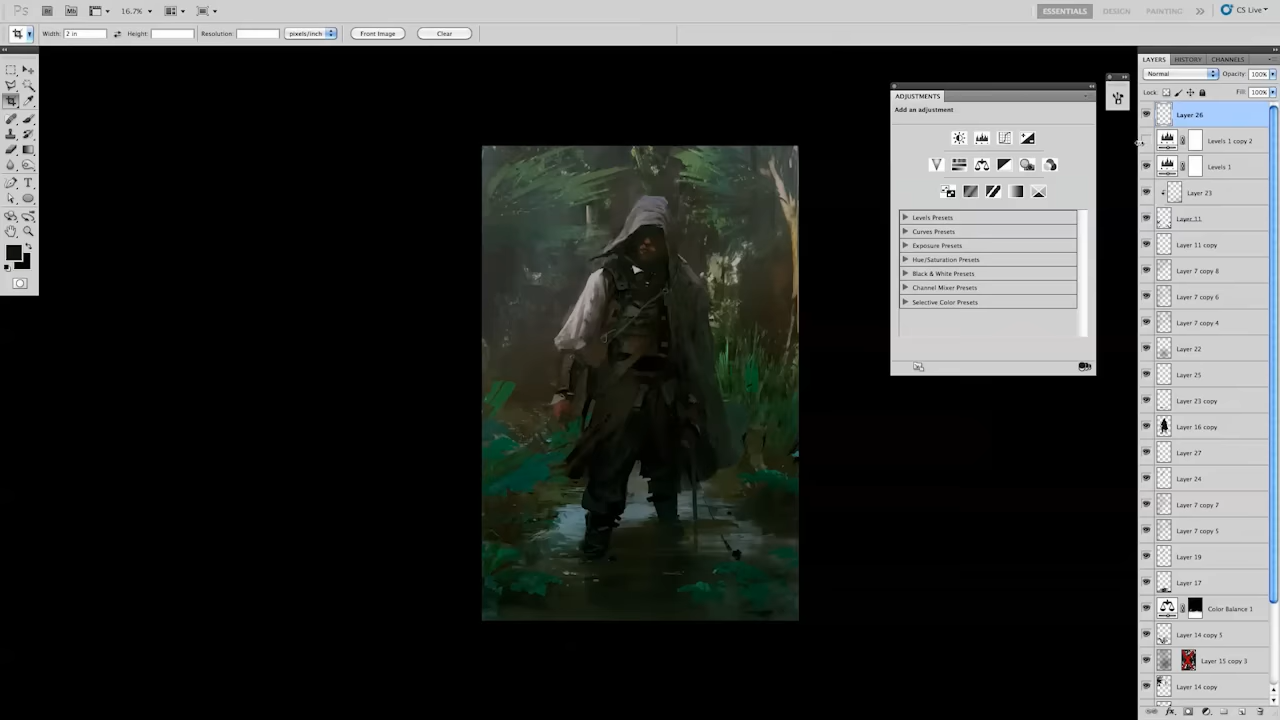 Ps Br Mb 16.7% ESSENTIALS DESIGN PAINTING CS Live
Width: 2 in Height: Resolution: pixels/inch Front Image Clear
LAYERS HISTORY CHANNELS
Normal Opacity: 100%
Lock: Fill: 100%
ADJUSTMENTS
Add an adjustment
Levels Presets
Curves Presets
Exposure Presets
Hue/Saturation Presets
Black & White Presets
Channel Mixer Presets
Selective Color Presets
Layer 26
Levels 1 copy 2
Levels 1
Layer 23
Layer 11
Layer 11 copy
Layer 7 copy 8
Layer 7 copy 6
Layer 7 copy 4
Layer 22
Layer 25
Layer 23 copy
Layer 16 copy
Layer 27
Layer 24
Layer 7 copy 7
Layer 7 copy 5
Layer 19
Layer 17
Color Balance 1
Layer 14 copy 5
Layer 15 copy 3
Layer 14 copy